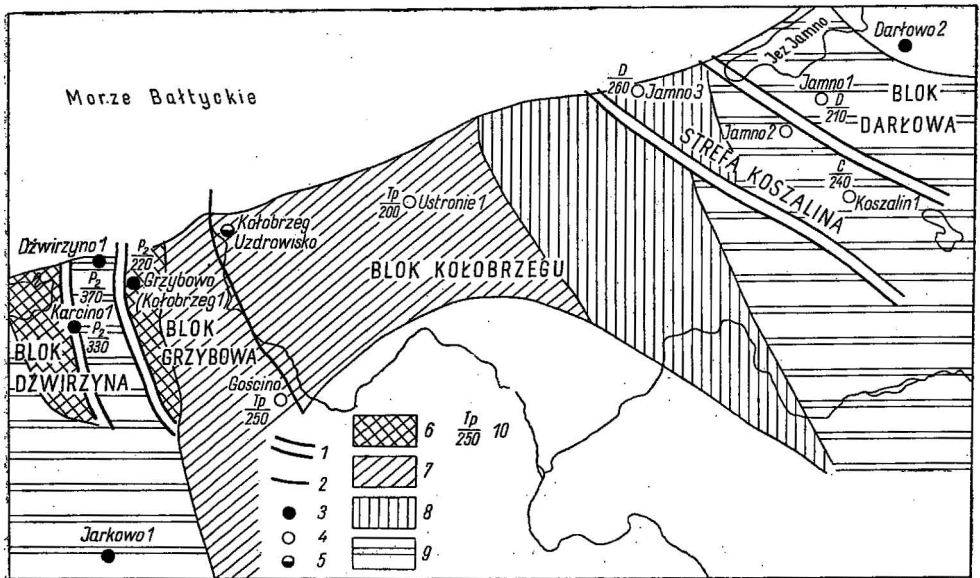 Morze Bałtyckie
Jez Jamno
Darłowo 2
D
260
Jamno 3
Jamno 1
D
210
BLOK
DARŁOWA
Jamno 2
STREFA KOSZALINA
C
240
Koszalin 1
Tp
200
Ustronie 1
Kołobrzeg
Uzdrowisko
BLOK KOŁOBRZEGU
Dźwirzyno 1
P2
220
P2
370
Grzybowo
(Kołobrzeg 1)
Karcino 1
P2
330
BLOK
GRZYBOWA
BLOK
DŹWIRZYNA
Gościno
Tp
250
Jarkowo 1
1
2
3
4
5
6
7
8
9
Tp
250
10